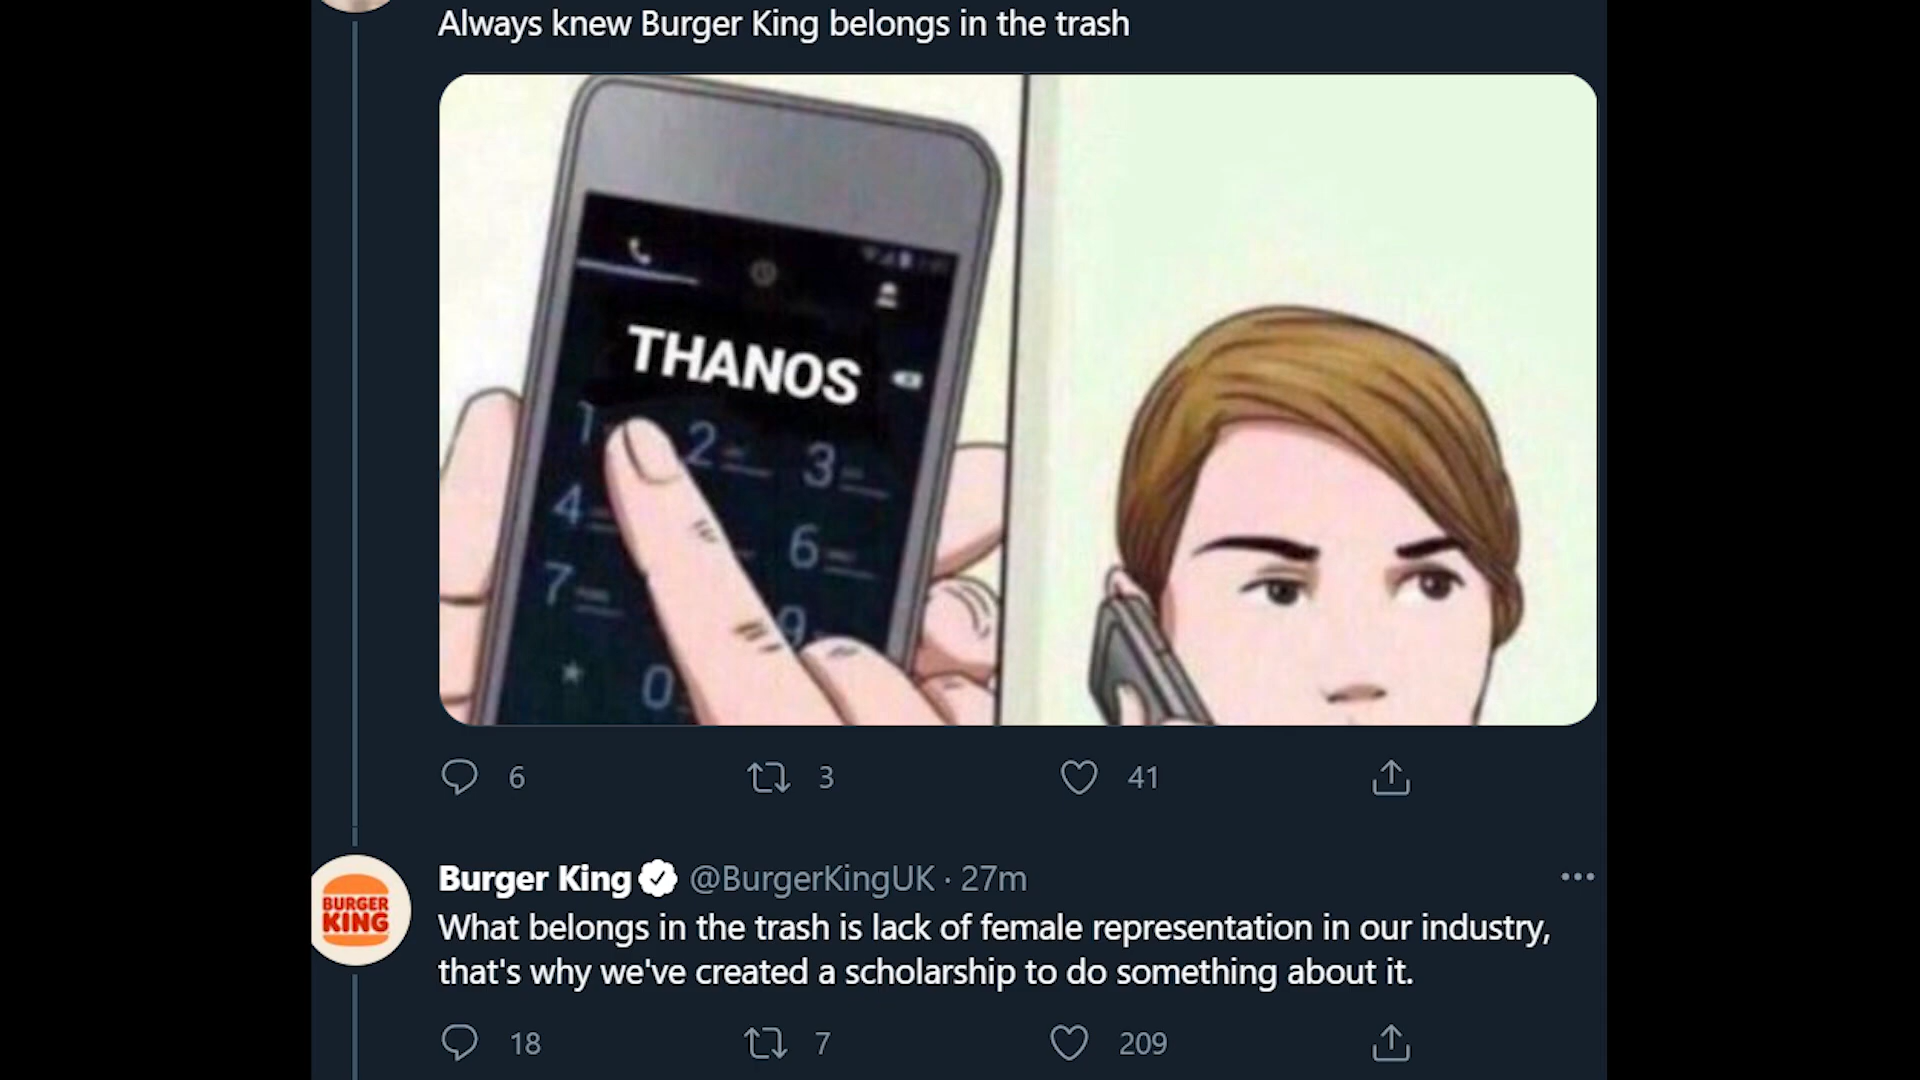 Always knew Burger King belongs in the trash
THANOS
1 2 3
4 6
7 9
* 0
6 3 41
BURGER
KING
Burger King @BurgerKingUK · 27m
What belongs in the trash is lack of female representation in our industry,
that's why we've created a scholarship to do something about it.
18 7 209